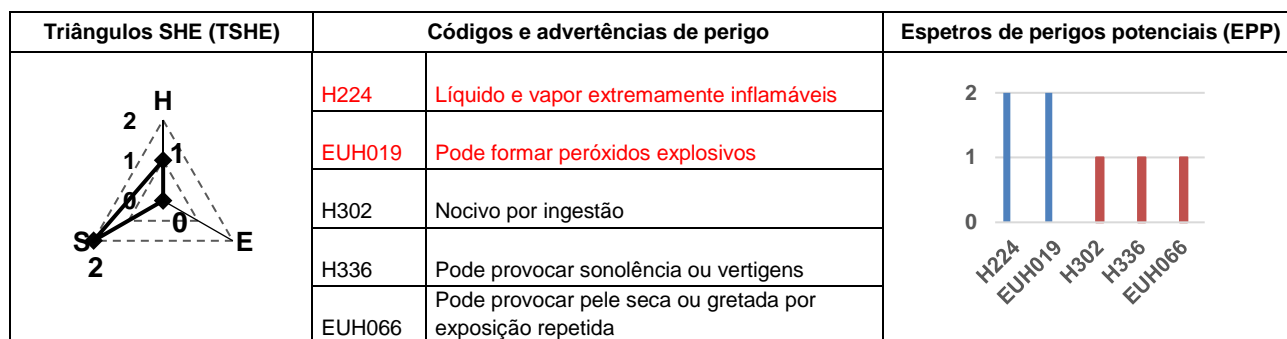 Triângulos SHE (TSHE)
Códigos e advertências de perigo
Espetros de perigos potenciais (EPP)
H
2
1
1
0
0
S
E
2
H224
Líquido e vapor extremamente inflamáveis
EUH019
Pode formar peróxidos explosivos
H302
Nocivo por ingestão
H336
Pode provocar sonolência ou vertigens
EUH066
Pode provocar pele seca ou gretada por
exposição repetida
2
1
0
H224
EUH019
H302
H336
EUH066